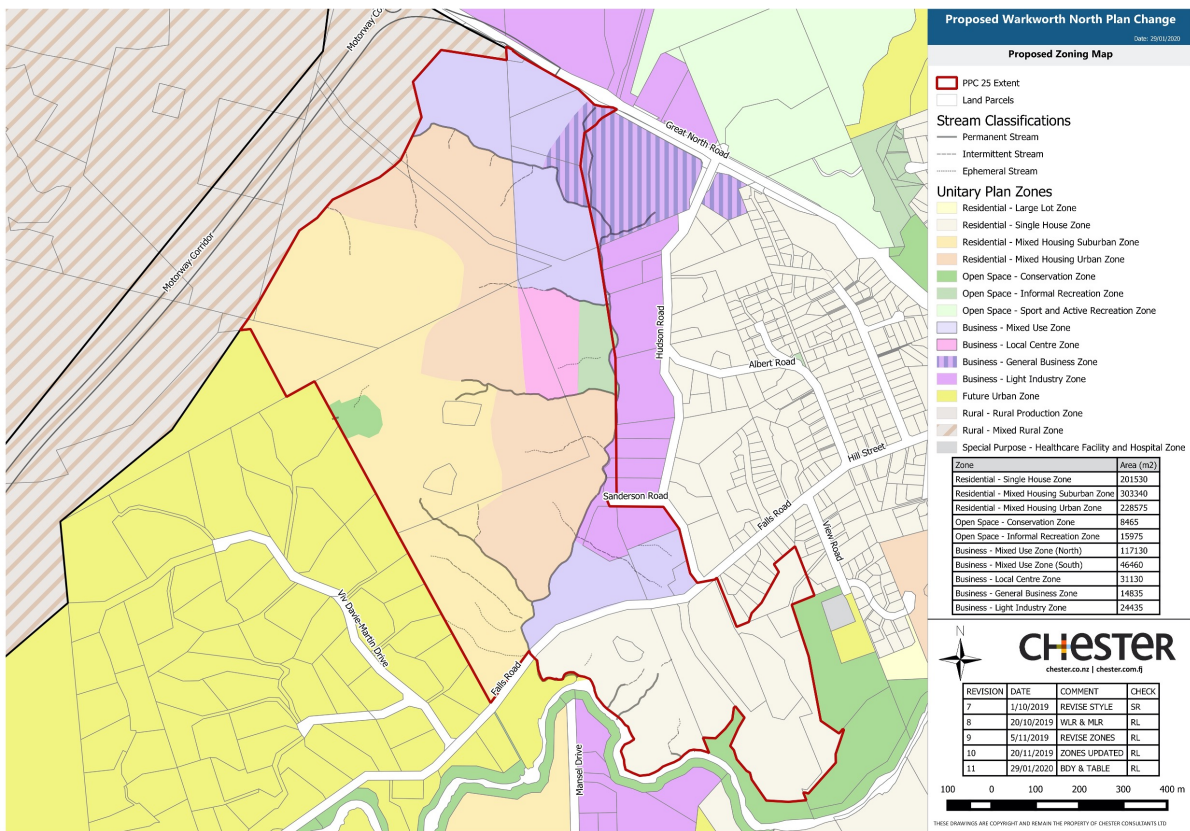 Proposed Warkworth North Plan Change
Date: 29/01/2020
Proposed Zoning Map
PPC 25 Extent
Land Parcels
Stream Classifications
Permanent Stream
Intermittent Stream
Ephemeral Stream
Unitary Plan Zones
Residential - Large Lot Zone
Residential - Single House Zone
Residential - Mixed Housing Suburban Zone
Residential - Mixed Housing Urban Zone
Open Space - Conservation Zone
Open Space - Informal Recreation Zone
Open Space - Sport and Active Recreation Zone
Business - Mixed Use Zone
Business - Local Centre Zone
Business - General Business Zone
Business - Light Industry Zone
Future Urban Zone
Rural - Rural Production Zone
Rural - Mixed Rural Zone
Special Purpose - Healthcare Facility and Hospital Zone
Zone Area (m2)
Residential - Single House Zone 201530
Residential - Mixed Housing Suburban Zone 303340
Residential - Mixed Housing Urban Zone 228575
Open Space - Conservation Zone 8465
Open Space - Informal Recreation Zone 15975
Business - Mixed Use Zone (North) 117130
Business - Mixed Use Zone (South) 46460
Business - Local Centre Zone 31130
Business - General Business Zone 14835
Business - Light Industry Zone 24435
N
CHESTER
chester.co.nz | chester.com.fj
REVISION DATE COMMENT CHECK
7 1/10/2019 REVISE STYLE SR
8 20/10/2019 WLR & MLR RL
9 5/11/2019 REVISE ZONES RL
10 20/11/2019 ZONES UPDATED RL
11 29/01/2020 BDY & TABLE RL
100 0 100 200 300 400 m
THESE DRAWINGS ARE COPYRIGHT AND REMAIN THE PROPERTY OF CHESTER CONSULTANTS LTD
Motorway Co
Great North Road
Motorway Corridor
Hudson Road
Albert Road
Hill Street
Sanderson Road
Falls Road
View Road
Viv Davie-Martin Drive
Falls Road
Mansel Drive